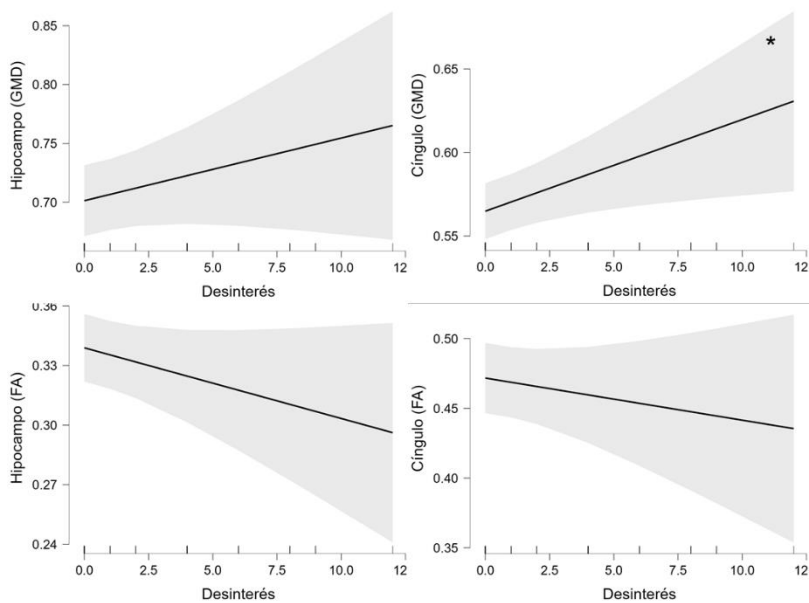 Hipocampo (GMD)
0.85
0.80
0.75
0.70
0.0 2.5 5.0 7.5 10.0 12
Desinterés
Cíngulo (GMD)
0.65
0.60
0.55
*
0.0 2.5 5.0 7.5 10.0 12
Desinterés
Hipocampo (FA)
0.36
0.33
0.30
0.27
0.24
0.0 2.5 5.0 7.5 10.0 12
Desinterés
Cíngulo (FA)
0.50
0.45
0.40
0.35
0.0 2.5 5.0 7.5 10.0 12
Desinterés